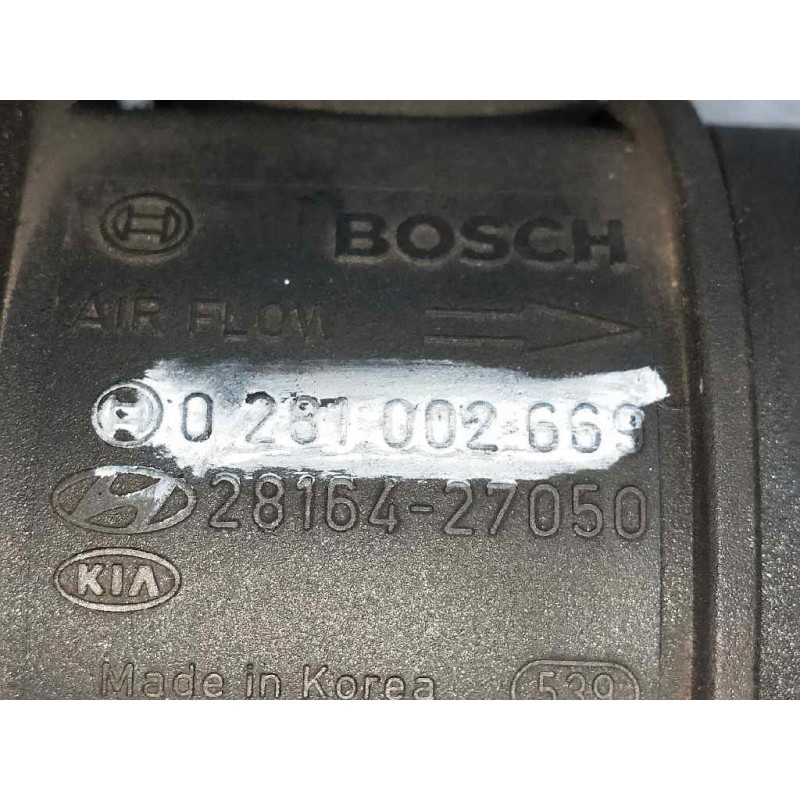 BOSCH
AIR FLOW
0 281 002 669
28164-27050
KIA
Made in Korea 539